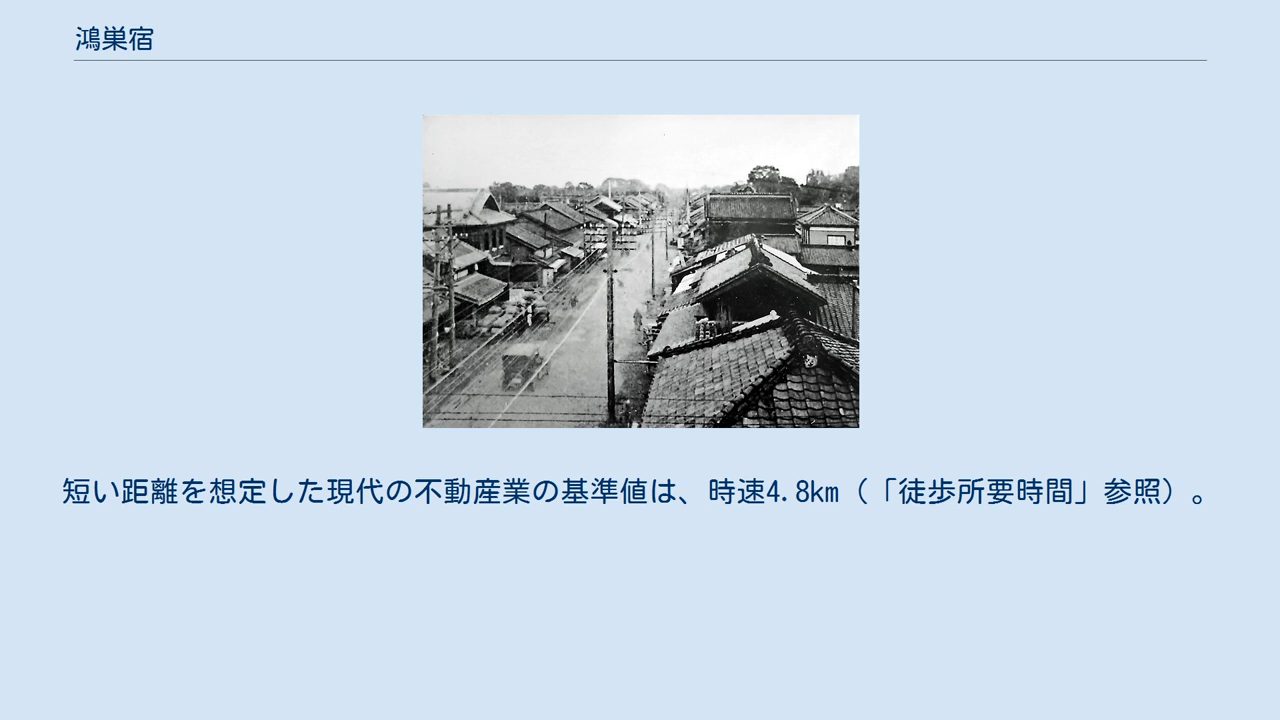 鴻巣宿
短い距離を想定した現代の不動産業の基準値は、時速4.8km（「徒歩所要時間」参照）。